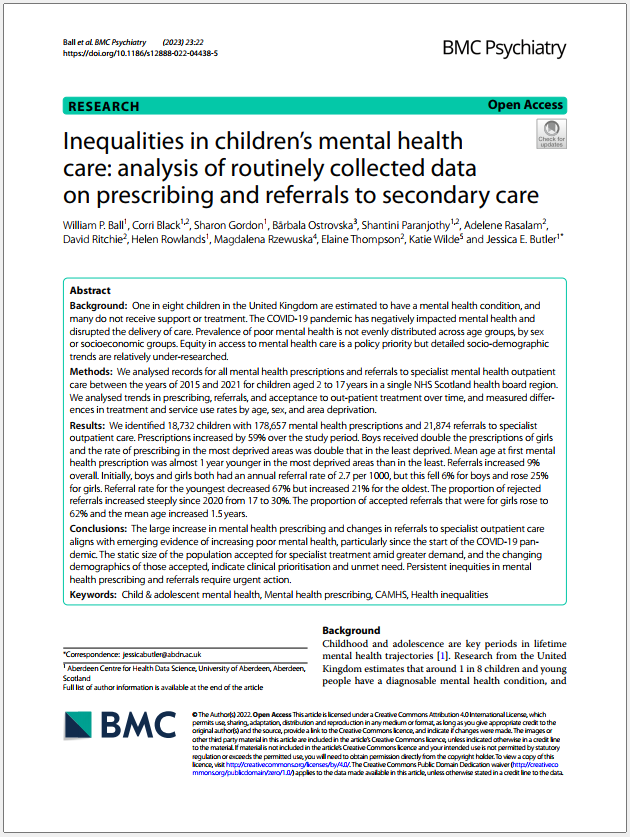 Ball et al. BMC Psychiatry (2023) 23:22
https://doi.org/10.1186/s12888-022-04438-5
BMC Psychiatry
RESEARCH
Open Access
Check for
updates
Inequalities in children's mental health
care: analysis of routinely collected data
on prescribing and referrals to secondary care
William P. Ball1, Corri Black1,2, Sharon Gordon1, Bārbala Ostrovska3, Shantini Paranjothy1,2, Adelene Rasalam2,
David Ritchie2, Helen Rowlands1, Magdalena Rzewuska4, Elaine Thompson2, Katie Wilde5 and Jessica E. Butler1*
Abstract
Background: One in eight children in the United Kingdom are estimated to have a mental health condition, and
many do not receive support or treatment. The COVID-19 pandemic has negatively impacted mental health and
disrupted the delivery of care. Prevalence of poor mental health is not evenly distributed across age groups, by sex
or socioeconomic groups. Equity in access to mental health care is a policy priority but detailed socio-demographic
trends are relatively under-researched.
Methods: We analysed records for all mental health prescriptions and referrals to specialist mental health outpatient
care between the years of 2015 and 2021 for children aged 2 to 17 years in a single NHS Scotland health board region.
We analysed trends in prescribing, referrals, and acceptance to out-patient treatment over time, and measured differ-
ences in treatment and service use rates by age, sex, and area deprivation.
Results: We identified 18,732 children with 178,657 mental health prescriptions and 21,874 referrals to specialist
outpatient care. Prescriptions increased by 59% over the study period. Boys received double the prescriptions of girls
and the rate of prescribing in the most deprived areas was double that in the least deprived. Mean age at first mental
health prescription was almost 1 year younger in the most deprived areas than in the least. Referrals increased 9%
overall. Initially, boys and girls both had an annual referral rate of 2.7 per 1000, but this fell 6% for boys and rose 25%
for girls. Referral rate for the youngest decreased 67% but increased 21% for the oldest. The proportion of rejected
referrals increased steeply since 2020 from 17 to 30%. The proportion of accepted referrals that were for girls rose to
62% and the mean age increased 1.5 years.
Conclusions: The large increase in mental health prescribing and changes in referrals to specialist outpatient care
aligns with emerging evidence of increasing poor mental health, particularly since the start of the COVID-19 pan-
demic. The static size of the population accepted for specialist treatment amid greater demand, and the changing
demographics of those accepted, indicate clinical prioritisation and unmet need. Persistent inequities in mental
health prescribing and referrals require urgent action.
Keywords: Child & adolescent mental health, Mental health prescribing, CAMHS, Health inequalities
*Correspondence: jessicabutler@abdn.ac.uk
1 Aberdeen Centre for Health Data Science, University of Aberdeen, Aberdeen,
Scotland
Full list of author information is available at the end of the article
Background
Childhood and adolescence are key periods in lifetime
mental health trajectories [1]. Research from the United
Kingdom estimates that around 1 in 8 children and young
people have a diagnosable mental health condition, and
BMC
© The Author(s) 2022. Open Access This article is licensed under a Creative Commons Attribution 4.0 International License, which
permits use, sharing, adaptation, distribution and reproduction in any medium or format, as long as you give appropriate credit to the
original author(s) and the source, provide a link to the Creative Commons licence, and indicate if changes were made. The images or
other third party material in this article are included in the article's Creative Commons licence, unless indicated otherwise in a credit line
to the material. If material is not included in the article's Creative Commons licence and your intended use is not permitted by statutory
regulation or exceeds the permitted use, you will need to obtain permission directly from the copyright holder. To view a copy of this
licence, visit http://creativecommons.org/licenses/by/4.0/. The Creative Commons Public Domain Dedication waiver (http://creativeco
mmons.org/publicdomain/zero/1.0/) applies to the data made available in this article, unless otherwise stated in a credit line to the data.